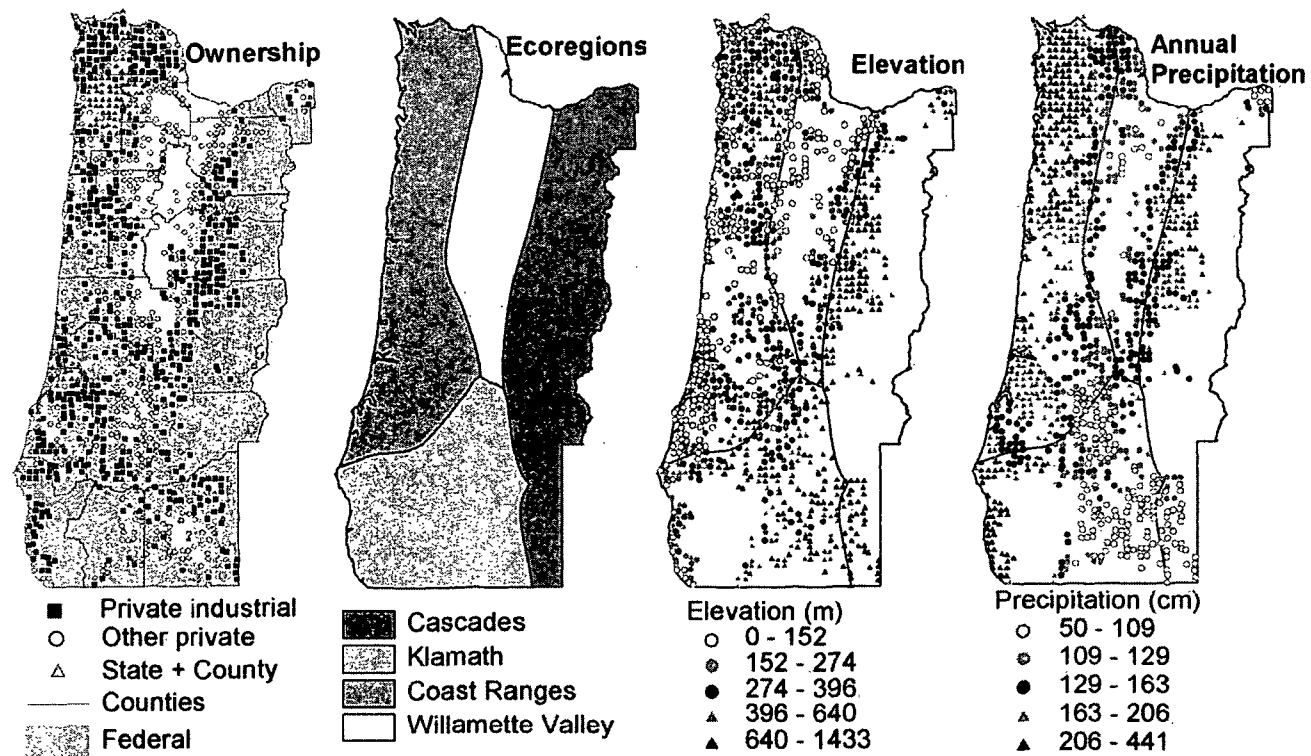 Ownership
Ecoregions
Elevation
Annual
Precipitation
Private industrial
Other private
State + County
Counties
Federal
Cascades
Klamath
Coast Ranges
Willamette Valley
Elevation (m)
0 - 152
152 - 274
274 - 396
396 - 640
640 - 1433
Precipitation (cm)
50 - 109
109 - 129
129 - 163
163 - 206
206 - 441